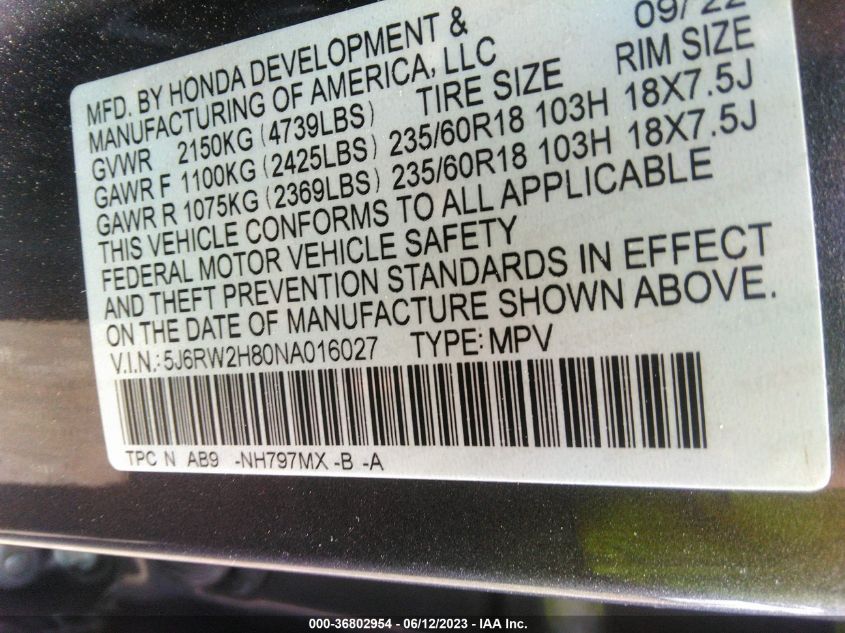 09/ 22
MFD. BY HONDA DEVELOPMENT &
MANUFACTURING OF AMERICA, LLC
GVWR 2150KG (4739LBS) TIRE SIZE RIM SIZE
GAWR F 1100KG (2425LBS) 235/60R18 103H 18X7.5J
GAWR R 1075KG (2369LBS) 235/60R18 103H 18X7.5J
THIS VEHICLE CONFORMS TO ALL APPLICABLE
FEDERAL MOTOR VEHICLE SAFETY
AND THEFT PREVENTION STANDARDS IN EFFECT
ON THE DATE OF MANUFACTURE SHOWN ABOVE.
V.I.N.: 5J6RW2H80NA016027 TYPE: MPV
TPC N AB9 -NH797MX -B -A
000-36802954 - 06/12/2023 - IAA Inc.